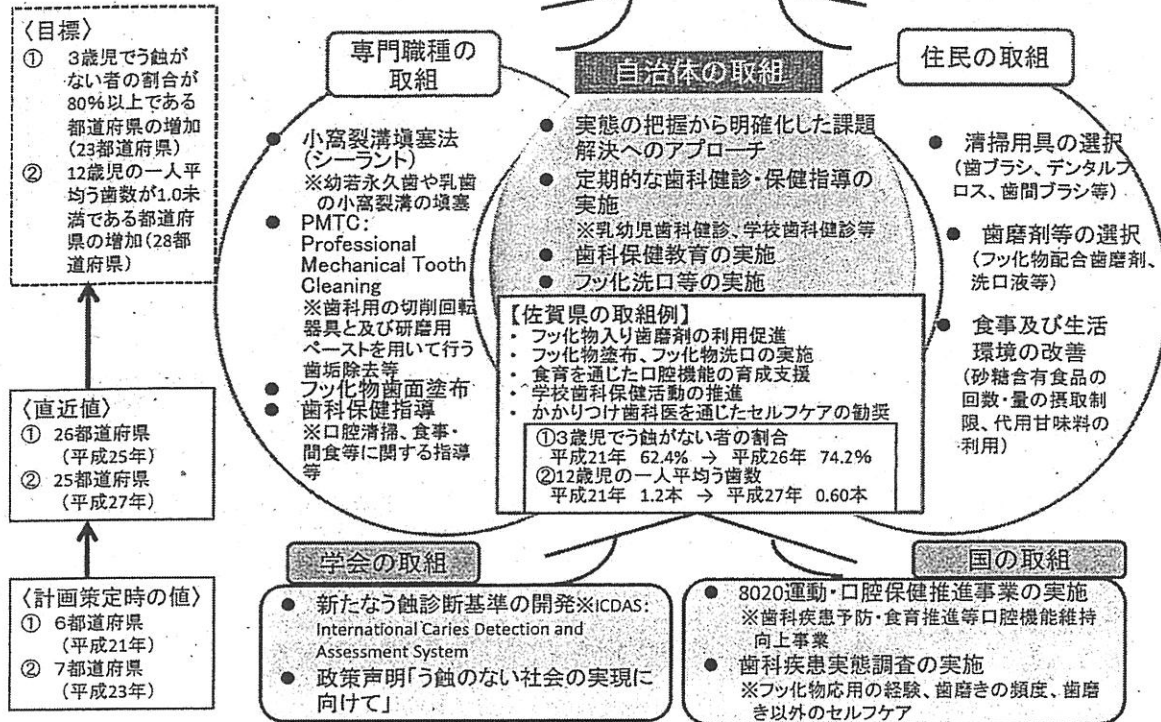 〈目標〉
① 3歳児でう蝕が
ない者の割合が
80%以上である
都道府県の増加
(23都道府県)
② 12歳児の一人平
均う歯数が1.0未
満である都道府
県の増加(28都
道府県)
〈直近値〉
① 26都道府県
(平成25年)
② 25都道府県
(平成27年)
〈計画策定時の値〉
① 6都道府県
(平成21年)
② 7都道府県
(平成23年)
専門職種の
取組
● 小窩裂溝塡塞法
(シーラント)
※幼若永久歯や乳歯
の小窩裂溝の塡塞
● PMTC:
Professional
Mechanical Tooth
Cleaning
※歯科用の切削回転
器具と及び研磨用
ペーストを用いて行う
歯垢除去等
● フッ化物歯面塗布
● 歯科保健指導
※口腔清掃、食事・
間食等に関する指導
等
自治体の取組
● 実態の把握から明確化した課題
解決へのアプローチ
● 定期的な歯科健診・保健指導の
実施
※乳幼児歯科健診、学校歯科健診等
● 歯科保健教育の実施
● フッ化洗口等の実施
【佐賀県の取組例】
・ フッ化物入り歯磨剤の利用促進
・ フッ化物塗布、フッ化物洗口の実施
・ 食育を通じた口腔機能の育成支援
・ 学校歯科保健活動の推進
・ かかりつけ歯科医を通じたセルフケアの勧奨
①3歳児でう蝕がない者の割合
平成21年 62.4% → 平成26年 74.2%
②12歳児の一人平均う歯数
平成21年 1.2本 → 平成27年 0.60本
住民の取組
● 清掃用具の選択
(歯ブラシ、デンタルフ
ロス、歯間ブラシ等)
● 歯磨剤等の選択
(フッ化物配合歯磨剤、
洗口液等)
● 食事及び生活
環境の改善
(砂糖含有食品の
回数・量の摂取制
限、代用甘味料の
利用)
学会の取組
● 新たなう蝕診断基準の開発※ICDAS:
International Caries Detection and
Assessment System
● 政策声明「う蝕のない社会の実現に
向けて」
国の取組
● 8020運動・口腔保健推進事業の実施
※歯科疾患予防・食育推進等口腔機能維持
向上事業
● 歯科疾患実態調査の実施
※フッ化物応用の経験、歯磨きの頻度、歯磨
き以外のセルフケア